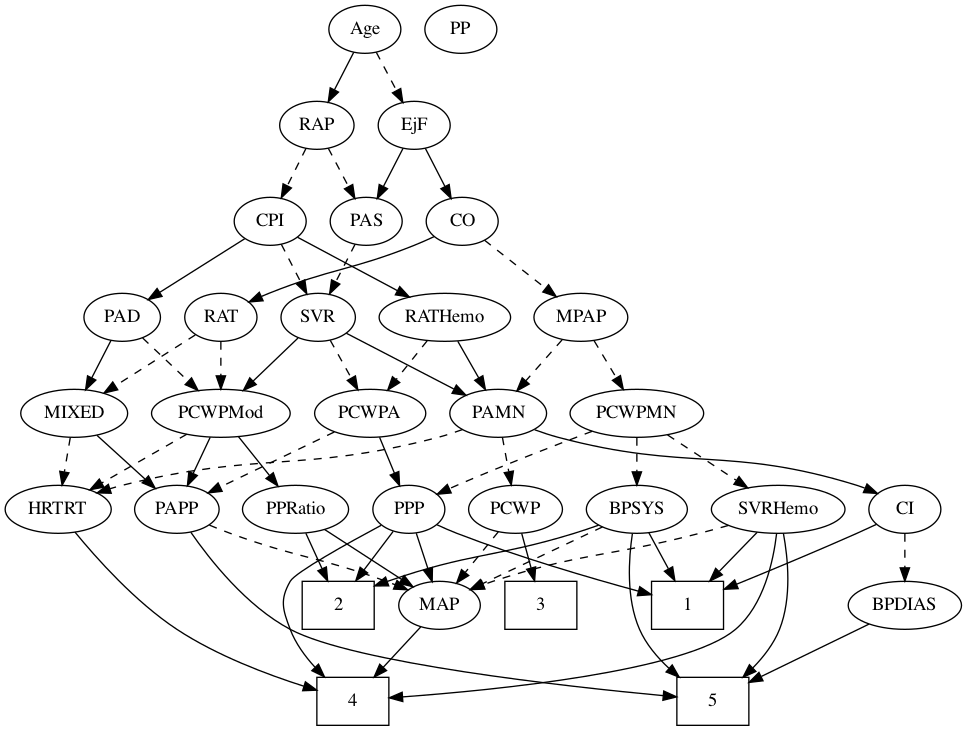 Age
PP
RAP
EjF
CPI
PAS
CO
PAD
RAT
SVR
RATHemo
MPAP
MIXED
PCWPMod
PCWPA
PAMN
PCWPMN
HRTRT
PAPP
PPRatio
PPP
PCWP
BPSYS
SVRHemo
CI
2
MAP
3
1
BPDIAS
4
5